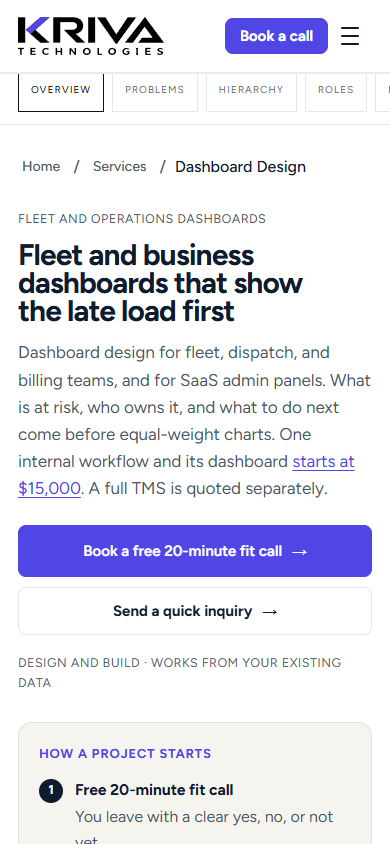 KRIVA
TECHNOLOGIES
Book a call
OVERVIEW
PROBLEMS
HIERARCHY
ROLES
Home / Services / Dashboard Design
FLEET AND OPERATIONS DASHBOARDS
Fleet and business
dashboards that show
the late load first
Dashboard design for fleet, dispatch, and
billing teams, and for SaaS admin panels. What
is at risk, who owns it, and what to do next
come before equal-weight charts. One
internal workflow and its dashboard starts at
$15,000. A full TMS is quoted separately.
Book a free 20-minute fit call →
Send a quick inquiry →
DESIGN AND BUILD · WORKS FROM YOUR EXISTING
DATA
HOW A PROJECT STARTS
1 Free 20-minute fit call
You leave with a clear yes, no, or not
yet.